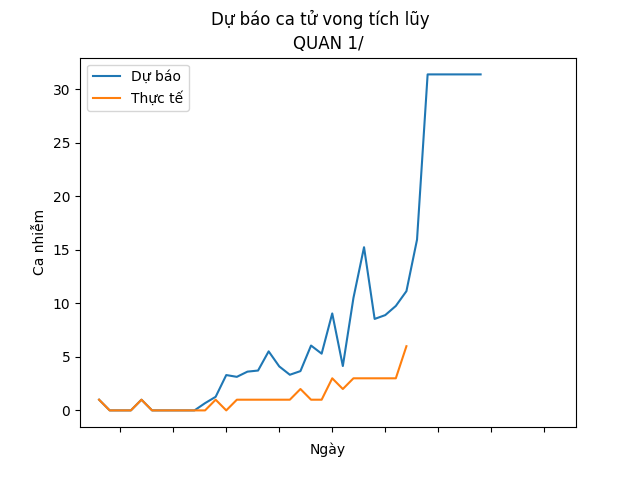 Dự báo ca tử vong tích lũy
QUAN 1/
Dự báo
Thực tế
30
25
20
15
10
5
0
Ca nhiễm
Ngày